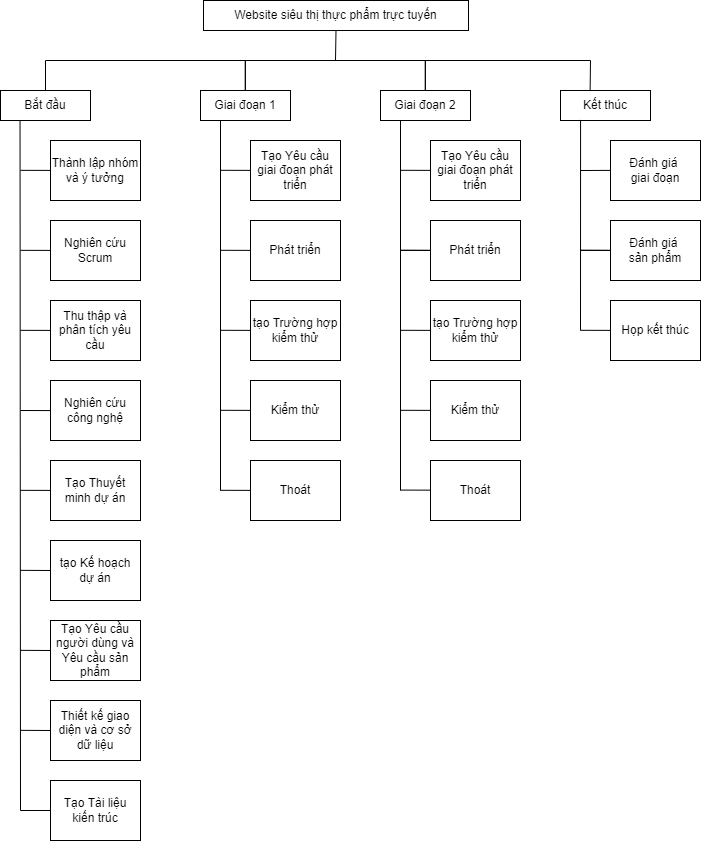 Website siêu thị thực phẩm trực tuyến
Bắt đầu
Giai đoạn 1
Giai đoạn 2
Kết thúc
Thành lập nhóm
và ý tưởng
Nghiên cứu
Scrum
Thu thập và
phân tích yêu
cầu
Nghiên cứu
công nghệ
Tạo Thuyết
minh dự án
tạo Kế hoạch
dự án
Tạo Yêu cầu
người dùng và
Yêu cầu sản
phẩm
Thiết kế giao
diện và cơ sở
dữ liệu
Tạo Tài liệu
kiến trúc
Tạo Yêu cầu
giai đoạn phát
triển
Phát triển
tạo Trường hợp
kiểm thử
Kiểm thử
Thoát
Tạo Yêu cầu
giai đoạn phát
triển
Phát triển
tạo Trường hợp
kiểm thử
Kiểm thử
Thoát
Đánh giá
giai đoạn
Đánh giá
sản phẩm
Họp kết thúc